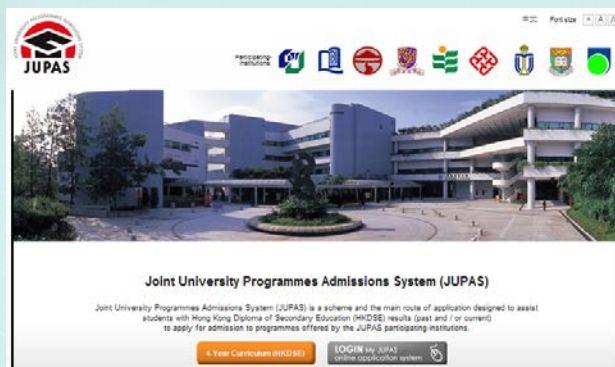 中文 Font size A A A
JUPAS
Participating-
institutions
Joint University Programmes Admissions System (JUPAS)
Joint University Programmes Admissions System (JUPAS) is a scheme and the main route of application designed to assist
students with Hong Kong Diploma of Secondary Education (HKDSE) results (past and / or current)
to apply for admission to programmes offered by the JUPAS participating-institutions.
4-Year Curriculum (HKDSE)
LOGIN My JUPAS
online application system